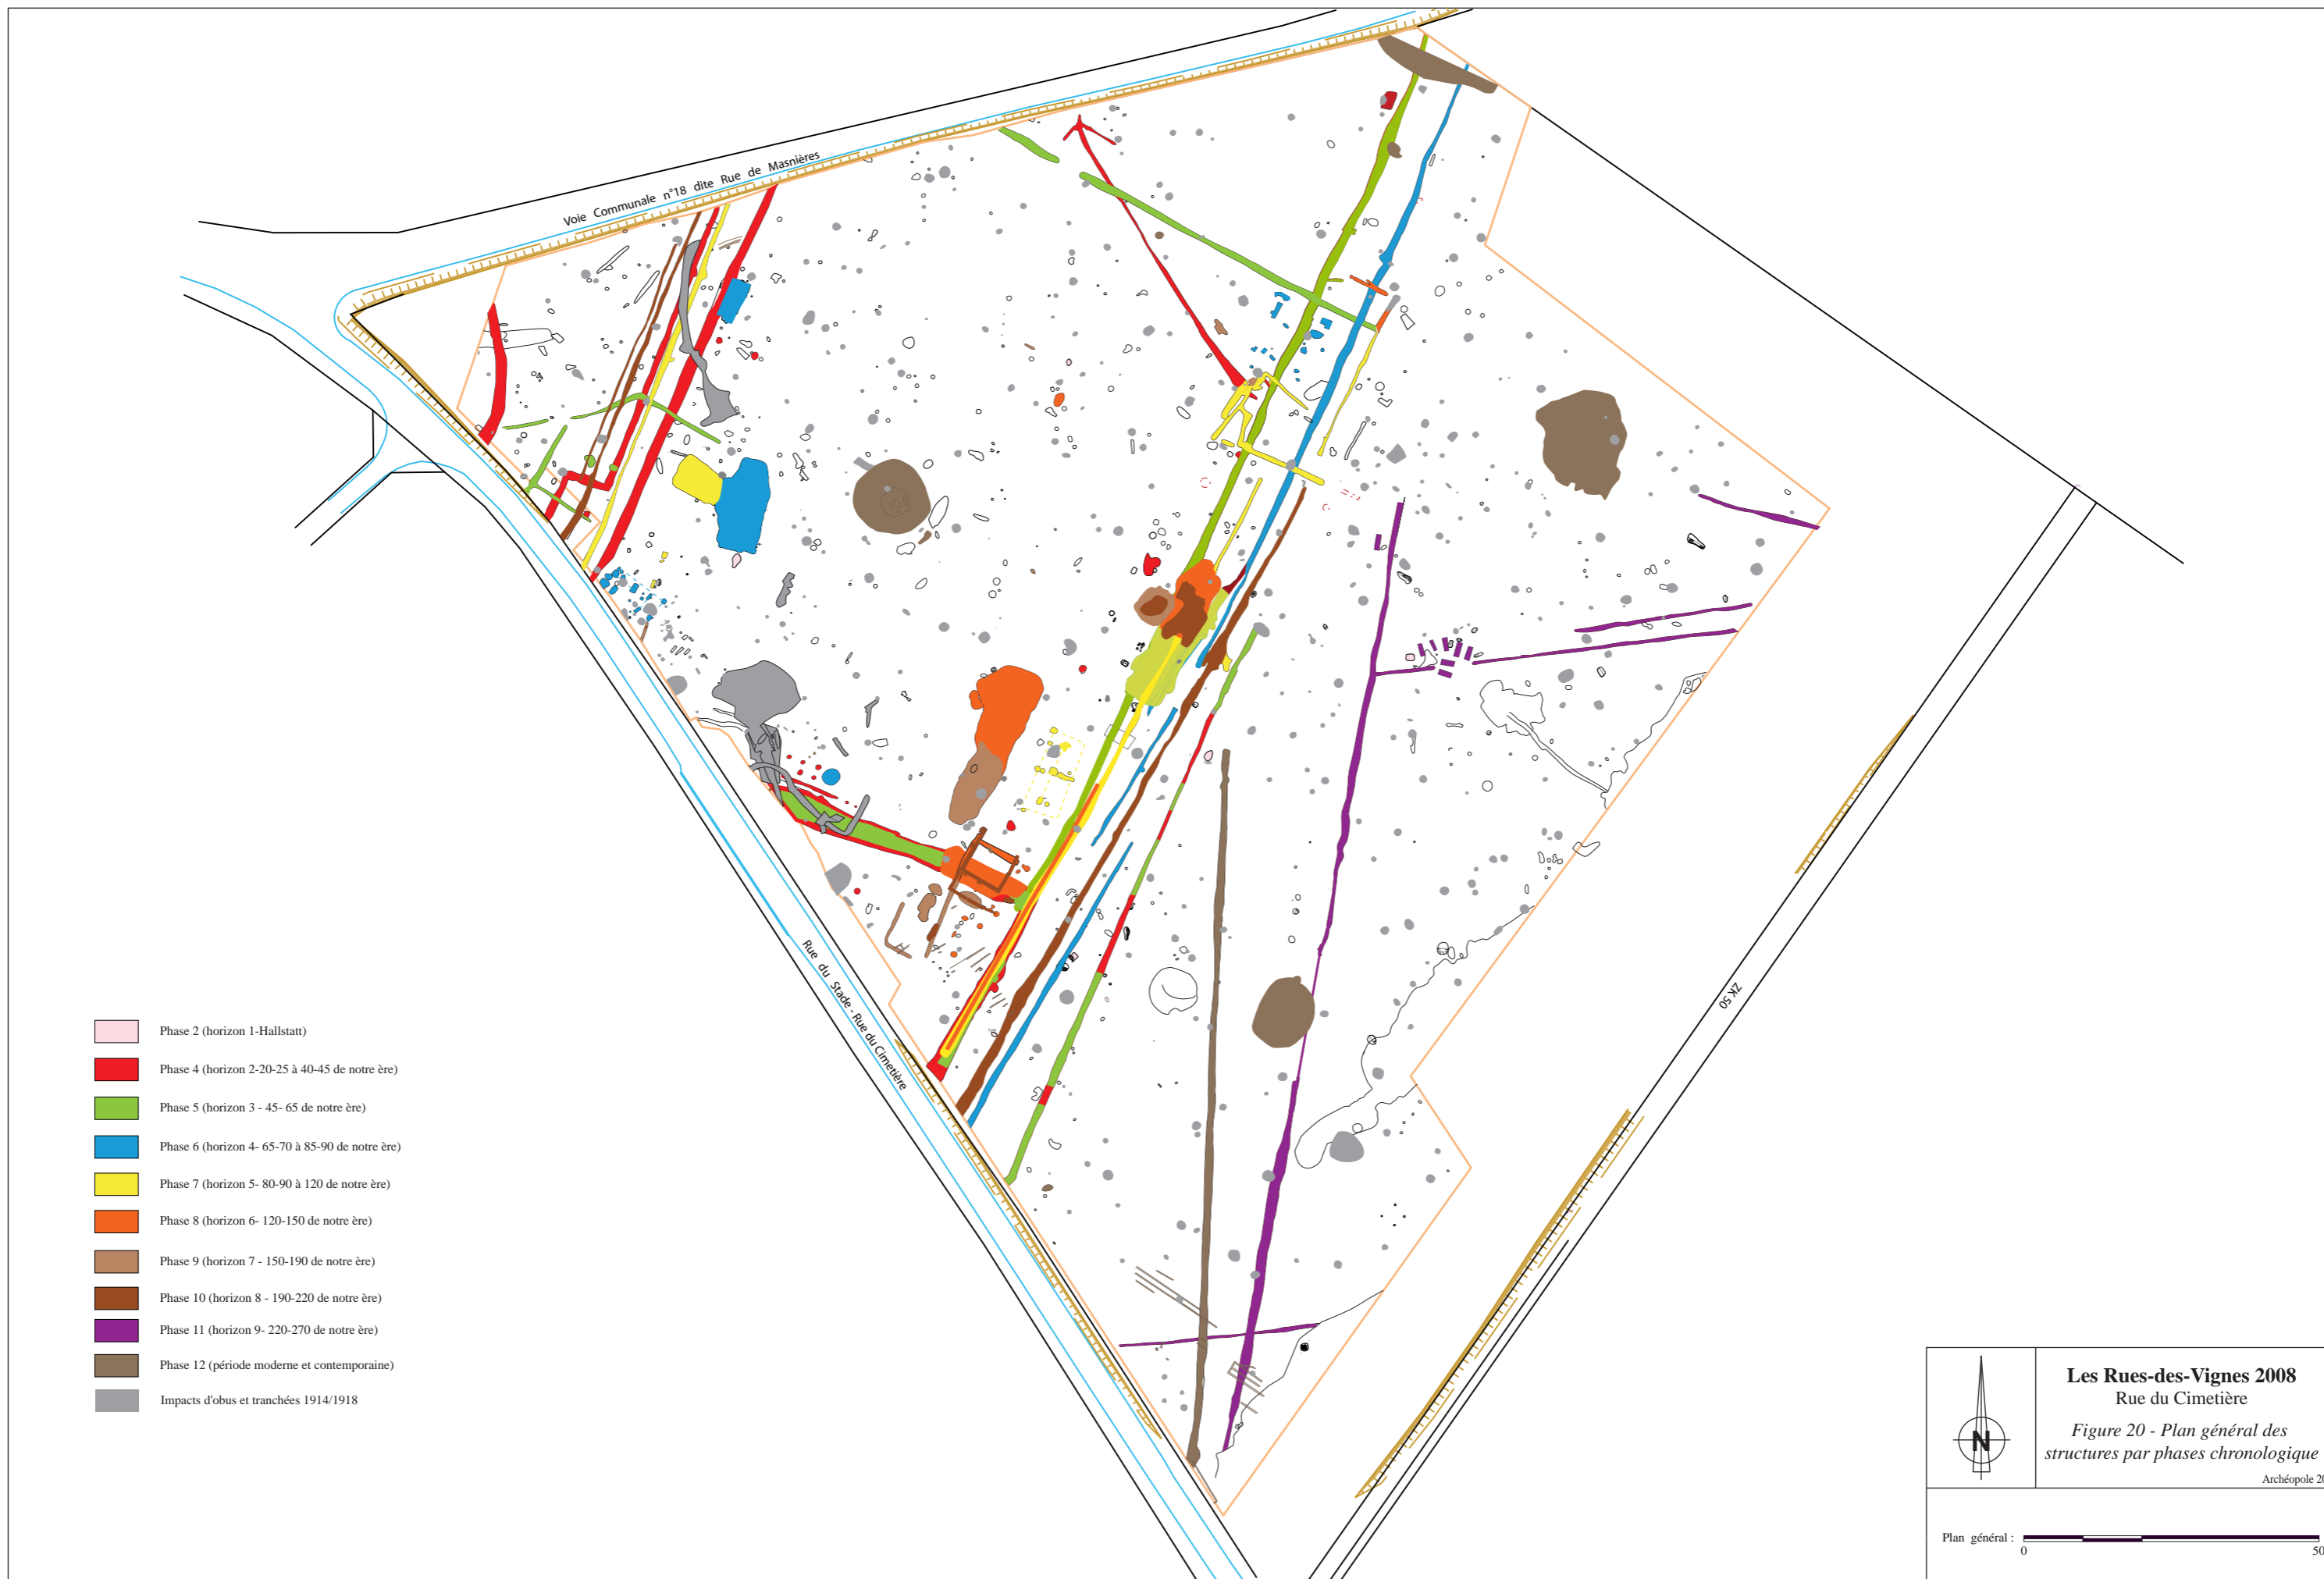 Voie Communale n°18 dite Rue de Masnières
Rue du Stade - Rue du Cimetière
ZK 50
Phase 2 (horizon 1-Hallstatt)
Phase 4 (horizon 2-20-25 à 40-45 de notre ère)
Phase 5 (horizon 3 - 45- 65 de notre ère)
Phase 6 (horizon 4- 65-70 à 85-90 de notre ère)
Phase 7 (horizon 5- 80-90 à 120 de notre ère)
Phase 8 (horizon 6- 120-150 de notre ère)
Phase 9 (horizon 7 - 150-190 de notre ère)
Phase 10 (horizon 8 - 190-220 de notre ère)
Phase 11 (horizon 9- 220-270 de notre ère)
Phase 12 (période moderne et contemporaine)
Impacts d'obus et tranchées 1914/1918
N
Les Rues-des-Vignes 2008
Rue du Cimetière
Figure 20 - Plan général des
structures par phases chronologique
Archéopole 20
Plan général :
0 50